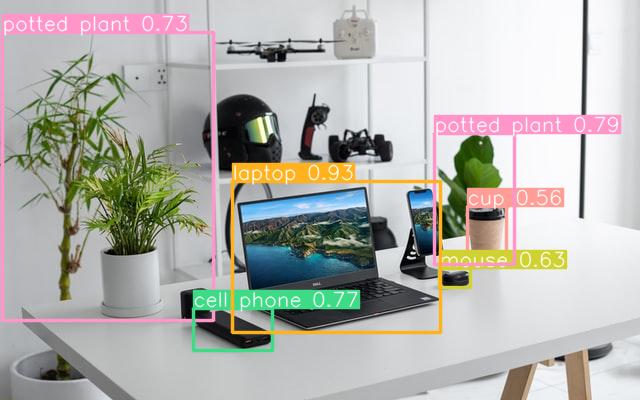 potted plant 0.73
potted plant 0.79
laptop 0.93
cup 0.56
mouse 0.63
cell phone 0.77
DELL